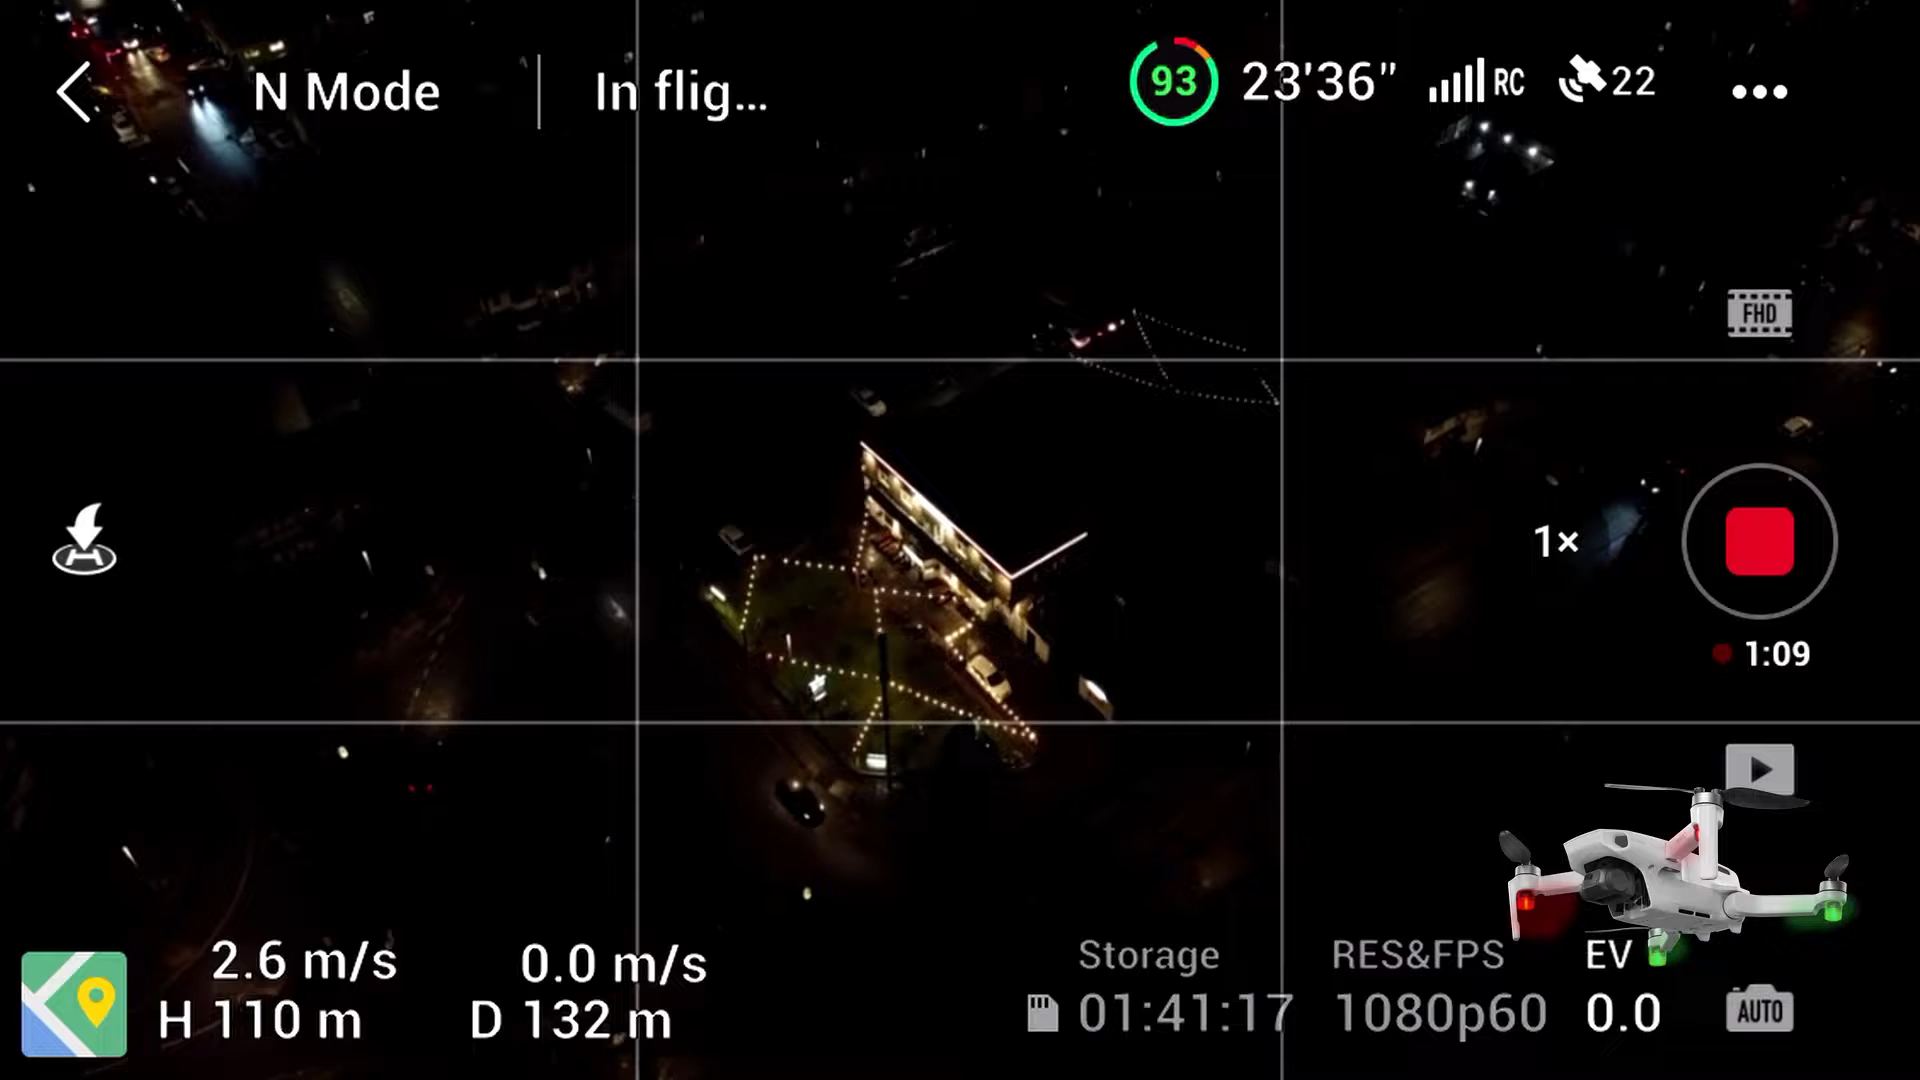 N Mode
In flig...
93
23'36"
RC
22
FHD
1×
1:09
2.6 m/s
0.0 m/s
H 110 m
D 132 m
Storage
01:41:17
RES&FPS
1080p60
EV
0.0
AUTO